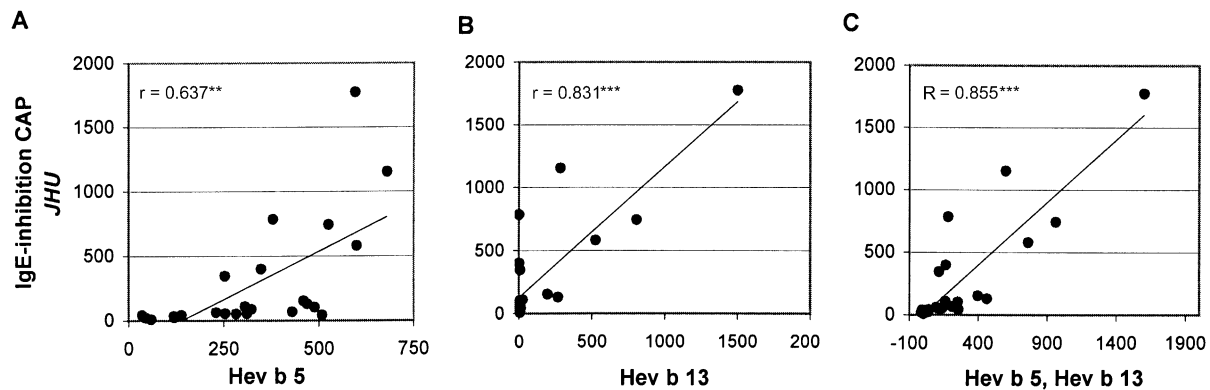 A
B
C
IgE-inhibition CAP
JHU
2000
1500
1000
500
0
r = 0.637**
0 250 500 750
Hev b 5
2000
1500
1000
500
0
r = 0.831***
0 500 1000 1500 200
Hev b 13
2000
1500
1000
500
0
R = 0.855***
-100 400 900 1400 1900
Hev b 5, Hev b 13